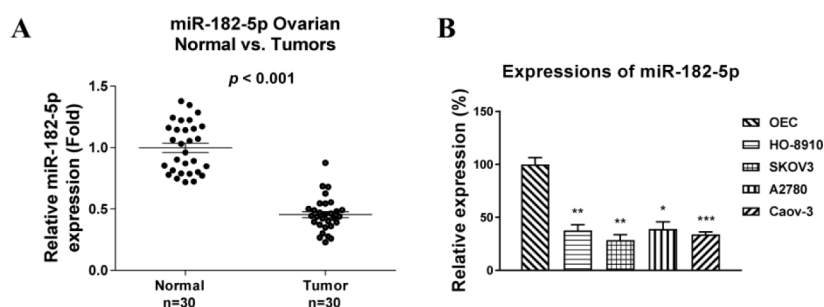 A
miR-182-5p Ovarian
Normal vs. Tumors
p < 0.001
Relative miR-182-5p
expression (Fold)
1.5
1.0
0.5
0.0
Normal
n=30
Tumor
n=30
B
Expressions of miR-182-5p
Relative expression (%)
150
100
50
0
**
**
*
***
OEC
HO-8910
SKOV3
A2780
Caov-3